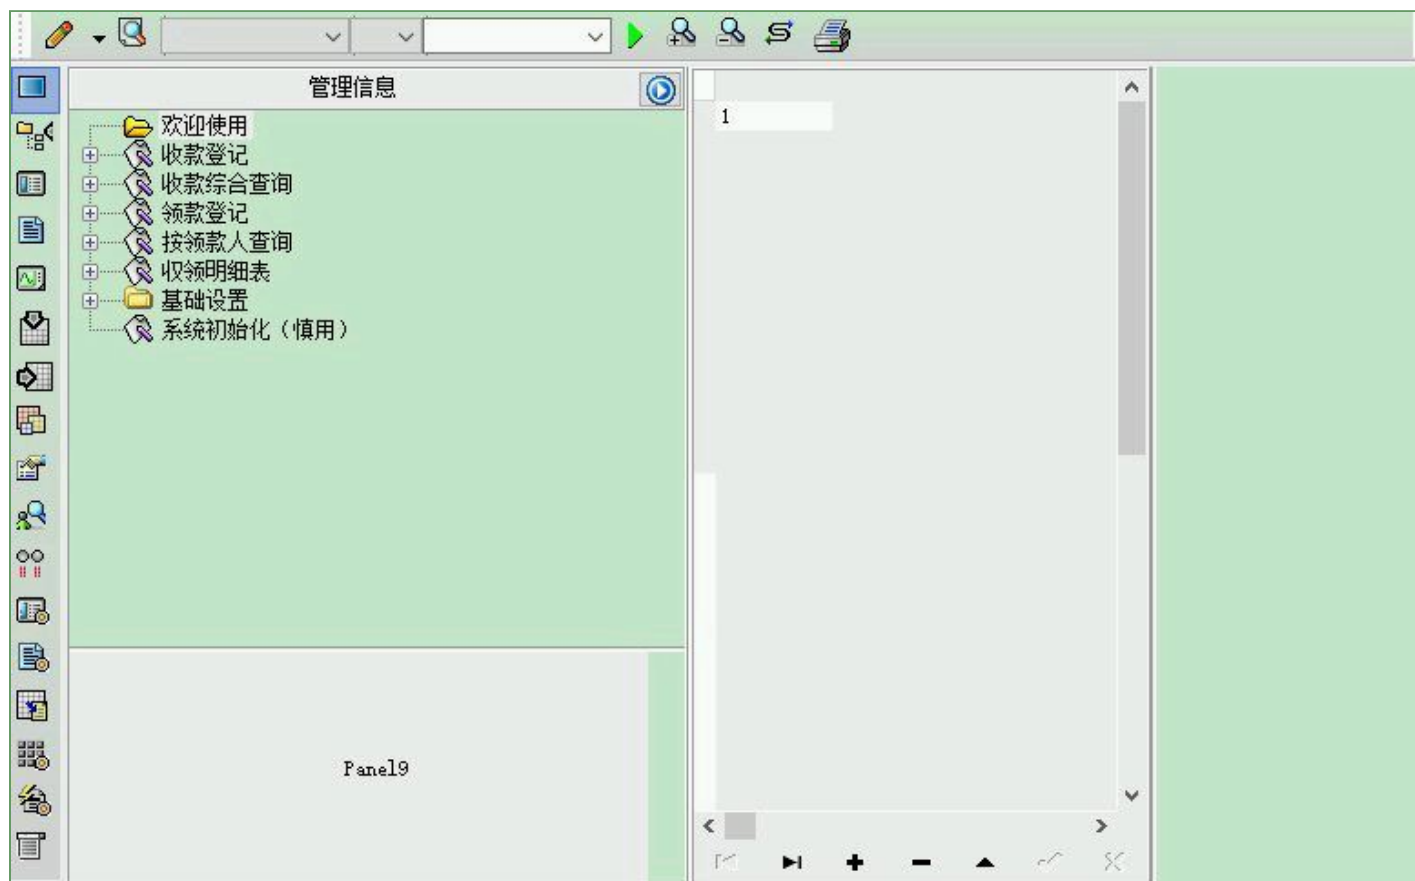 管理信息
欢迎使用
收款登记
收款综合查询
领款登记
按领款人查询
收领明细表
基础设置
系统初始化（慎用）
1
Panel9